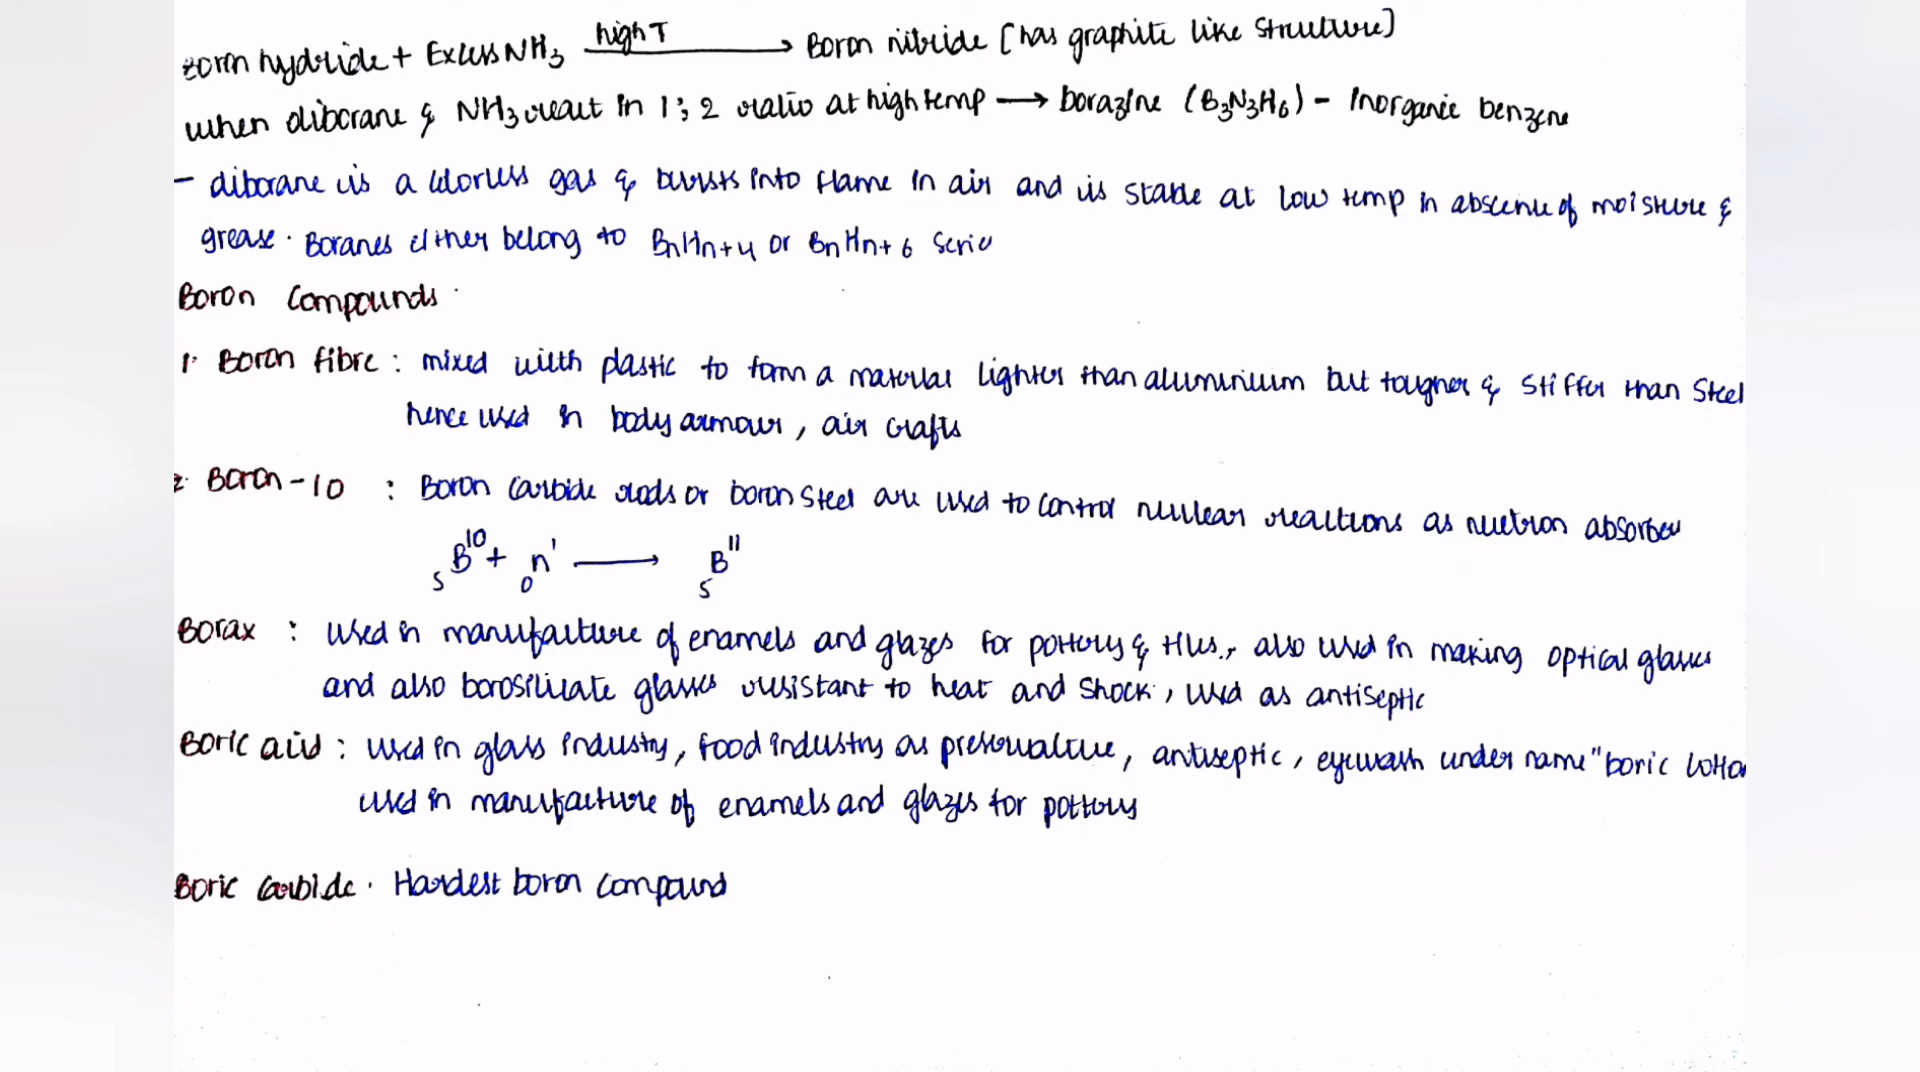 boron hydride + Excess NH3 high T → Boron nitride [has graphite like structure]
when diborane & NH3 react in 1:2 ratio at high temp → borazine (B3N3H6) - Inorganic benzene
- diborane is a colorless gas & bursts into flame in air and is stable at low temp in absence of moisture &
grease. Boranes either belong to BnHn+4 or BnHn+6 series
Boron Compounds.
1. Boron fibre : mixed with plastic to form a material lighter than aluminium but tougher & stiffer than steel
hence used in body armour, air crafts
2. Boron-10 : Boron carbide rods or boron steel are used to control nuclear reactions as neutron absorber
5B10 + 0n1 → 5B11
Borax : used in manufacture of enamels and glazes for pottery & tiles., also used in making optical glasses
and also borosilicate glasses resistant to heat and shock, used as antiseptic
Boric acid : used in glass industry, food industry as preservative, antiseptic, eyewash under name "boric lotion
used in manufacture of enamels and glazes for pottery
Boric carbide. Hardest boron compound